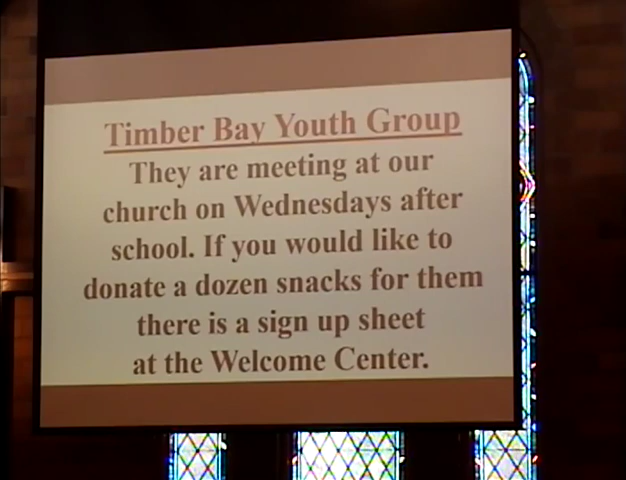 Timber Bay Youth Group
They are meeting at our
church on Wednesdays after
school. If you would like to
donate a dozen snacks for them
there is a sign up sheet
at the Welcome Center.